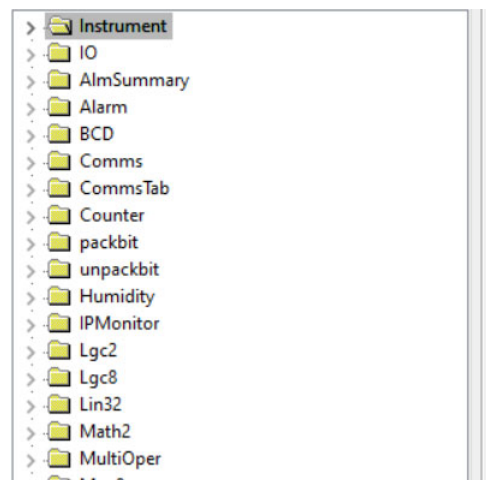 Instrument
IO
AlmSummary
Alarm
BCD
Comms
CommsTab
Counter
packbit
unpackbit
Humidity
IPMonitor
Lgc2
Lgc8
Lin32
Math2
MultiOper